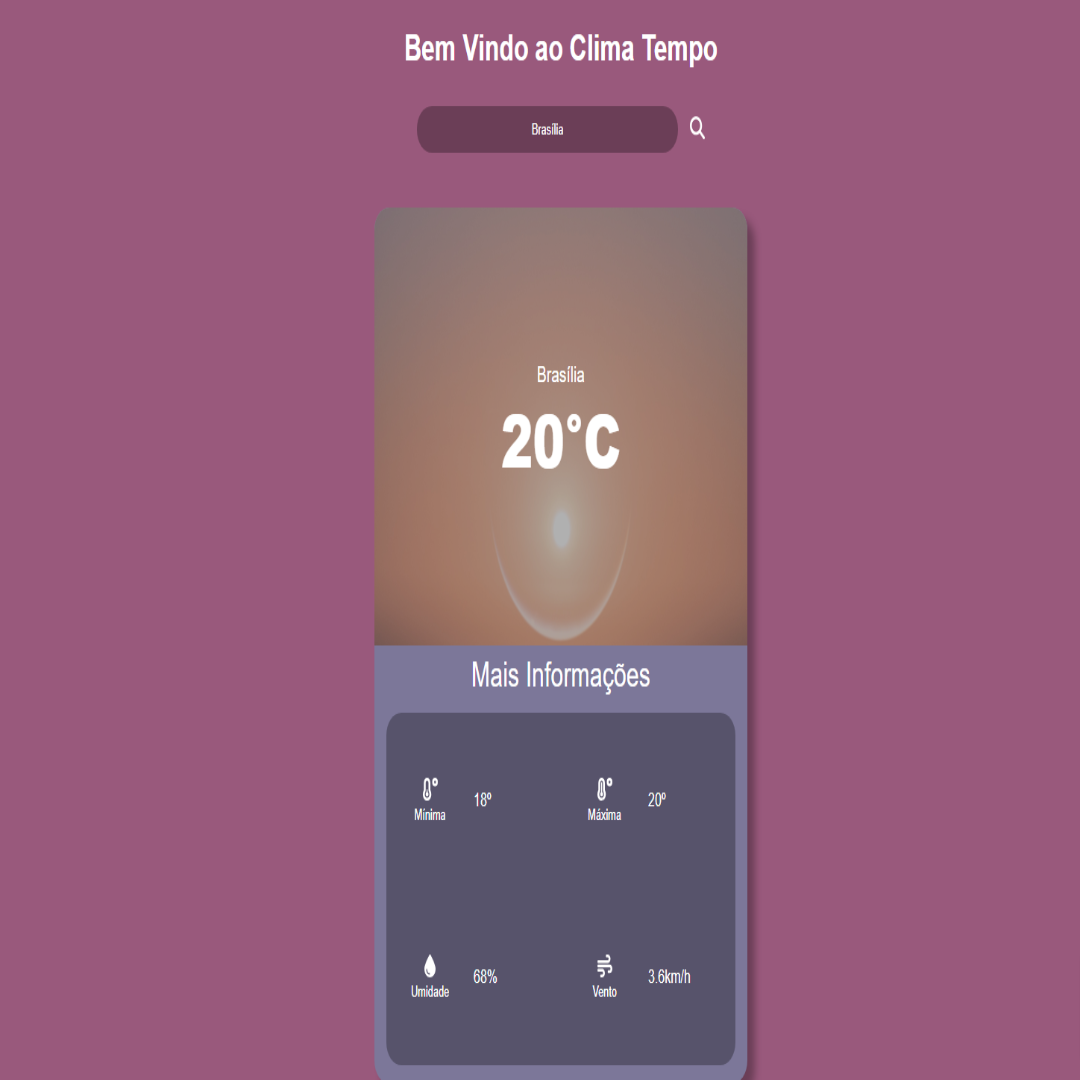 Bem Vindo ao Clima Tempo
Brasília
Brasília
20°C
Mais Informações
18º
20º
Mínima
Máxima
68%
3.6km/h
Umidade
Vento